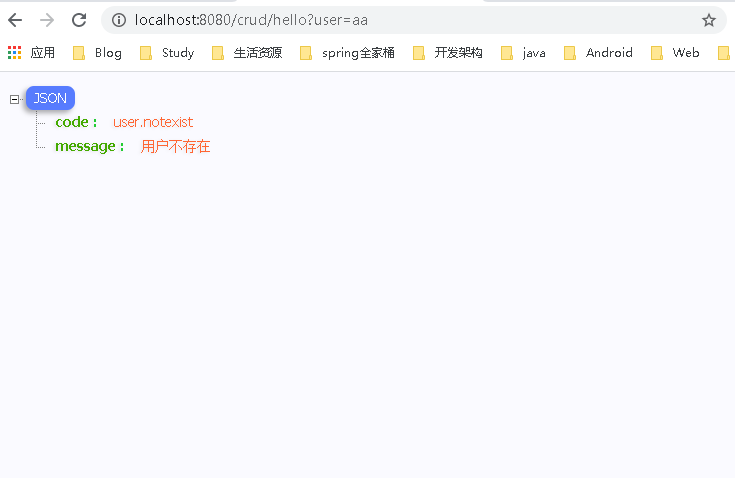 localhost:8080/crud/hello?user=aa
应用 Blog Study 生活资源 spring全家桶 开发架构 java Android Web
JSON
code : user.notexist
message : 用户不存在